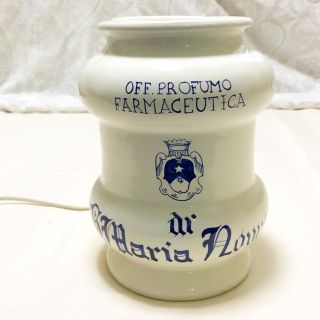 OFF. PROFUMO
FARMACEUTICA
di
Maria Nov